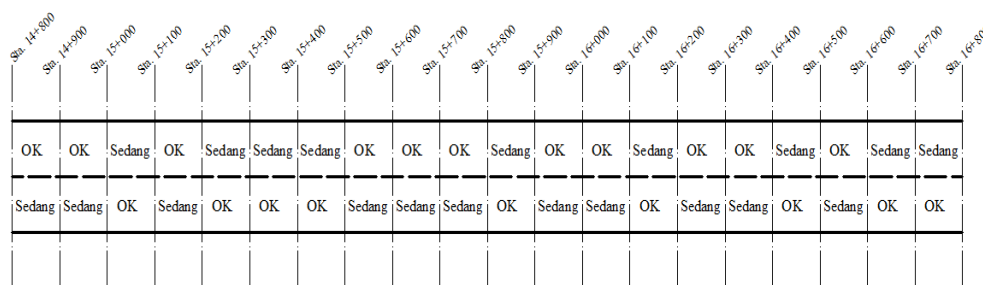 Sta. 14+800 Sta. 14+900 Sta. 15+000 Sta. 15+100 Sta. 15+200 Sta. 15+300 Sta. 15+400 Sta. 15+500 Sta. 15+600 Sta. 15+700 Sta. 15+800 Sta. 15+900 Sta. 16+000 Sta. 16+100 Sta. 16+200 Sta. 16+300 Sta. 16+400 Sta. 16+500 Sta. 16+600 Sta. 16+700 Sta. 16+80
OK OK Sedang OK Sedang Sedang Sedang OK OK OK Sedang OK OK Sedang OK OK Sedang OK Sedang Sedang
Sedang Sedang OK Sedang OK OK OK Sedang Sedang Sedang OK Sedang Sedang OK Sedang Sedang OK Sedang OK OK